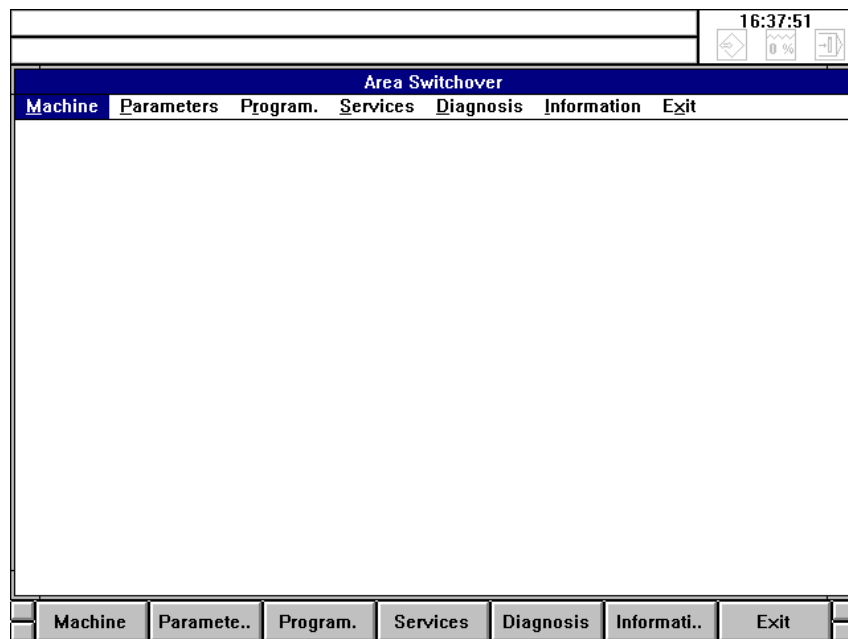 16:37:51
0 %
Area Switchover
Machine Parameters Program. Services Diagnosis Information Exit
Machine Paramete.. Program. Services Diagnosis Informati.. Exit